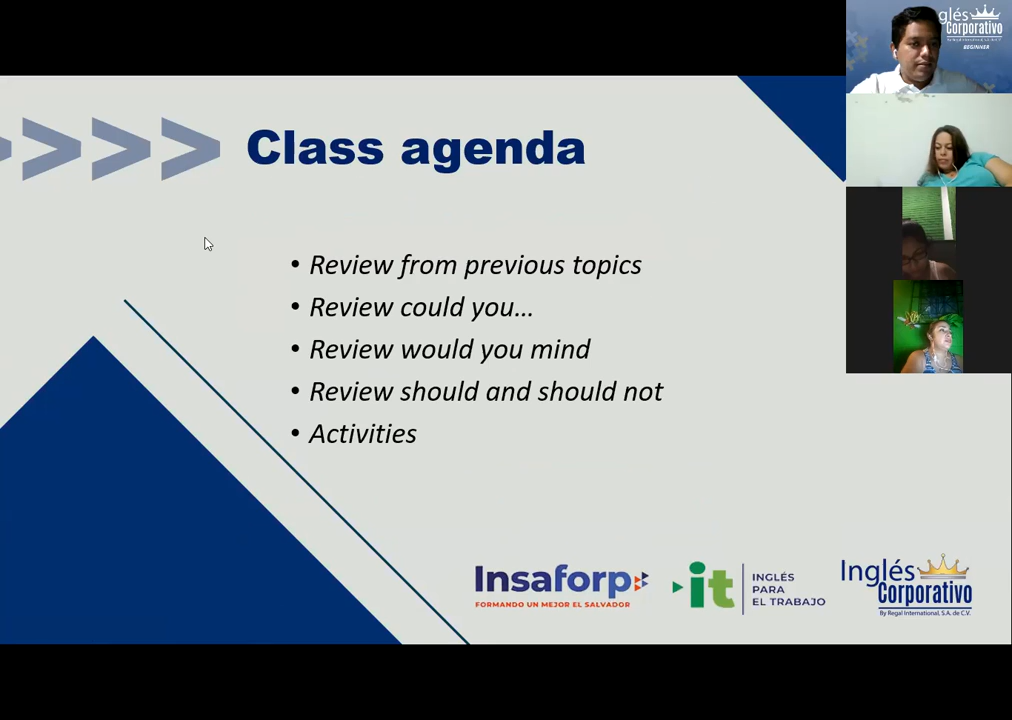 Class agenda
• Review from previous topics
• Review could you...
• Review would you mind
• Review should and should not
• Activities
Insaforp
FORMANDO UN MEJOR EL SALVADOR
it
INGLÉS
PARA
EL TRABAJO
Inglés
Corporativo
By Regal International, S.A. de C.V.
glés
Corporativo
BEGINNER